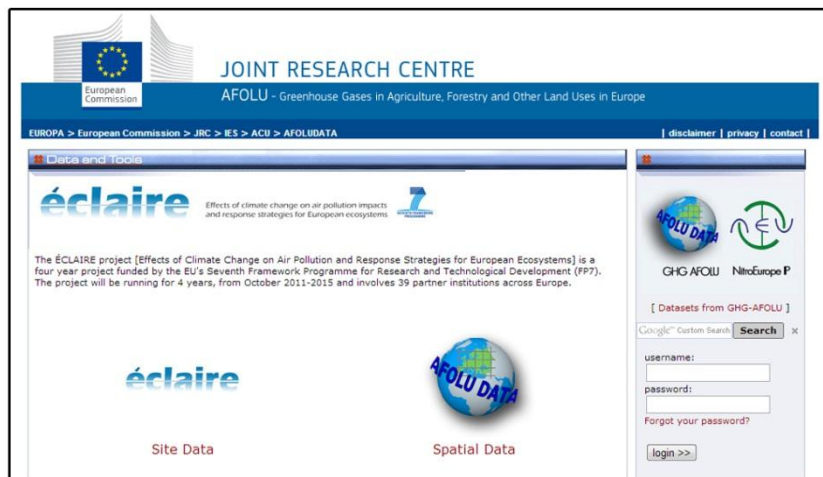 European
Commission
JOINT RESEARCH CENTRE
AFOLU - Greenhouse Gases in Agriculture, Forestry and Other Land Uses in Europe
EUROPA > European Commission > JRC > IES > ACU > AFOLUDATA
| disclaimer | privacy | contact |
Data and Tools
éclaire
Effects of climate change on air pollution impacts
and response strategies for European ecosystems
7
SEVENTH FRAMEWORK
PROGRAMME
The ÉCLAIRE project [Effects of Climate Change on Air Pollution and Response Strategies for European Ecosystems] is a
four year project funded by the EU's Seventh Framework Programme for Research and Technological Development (FP7).
The project will be running for 4 years, from October 2011-2015 and involves 39 partner institutions across Europe.
éclaire
AFOLU DATA
Site Data
Spatial Data
AFOLU DATA
NEU
GHG AFOLU
NitroEurope IP
[ Datasets from GHG-AFOLU ]
Google™ Custom Search
Search
x
username:
password:
Forgot your password?
login >>